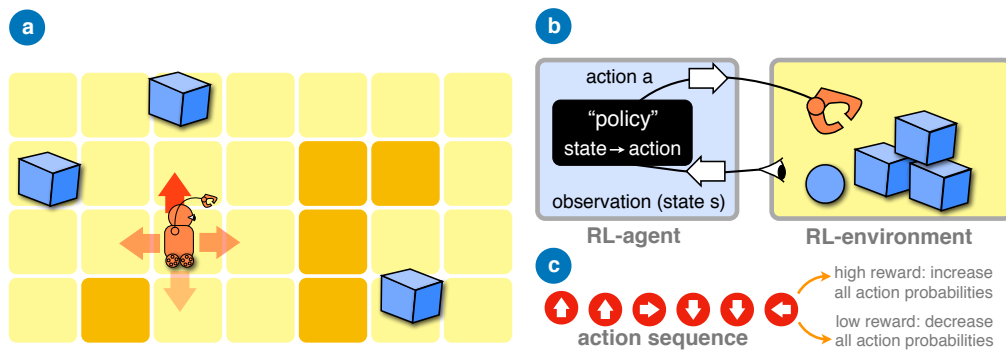 a
b
action a
“policy”
state→action
observation (state s)
RL-agent
RL-environment
c
high reward: increase
all action probabilities
low reward: decrease
all action probabilities
action sequence